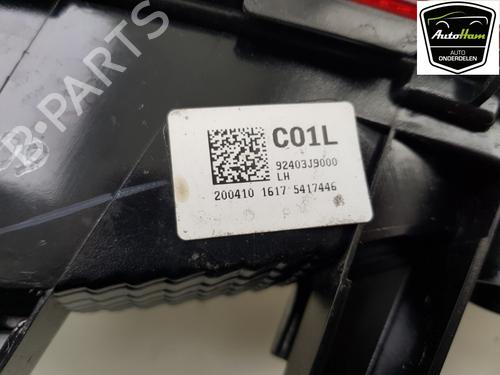 AutoHam
AUTO
ONDERDELEN
B-PARTS
C01L
92403J9000
LH
200410 1617 5417446